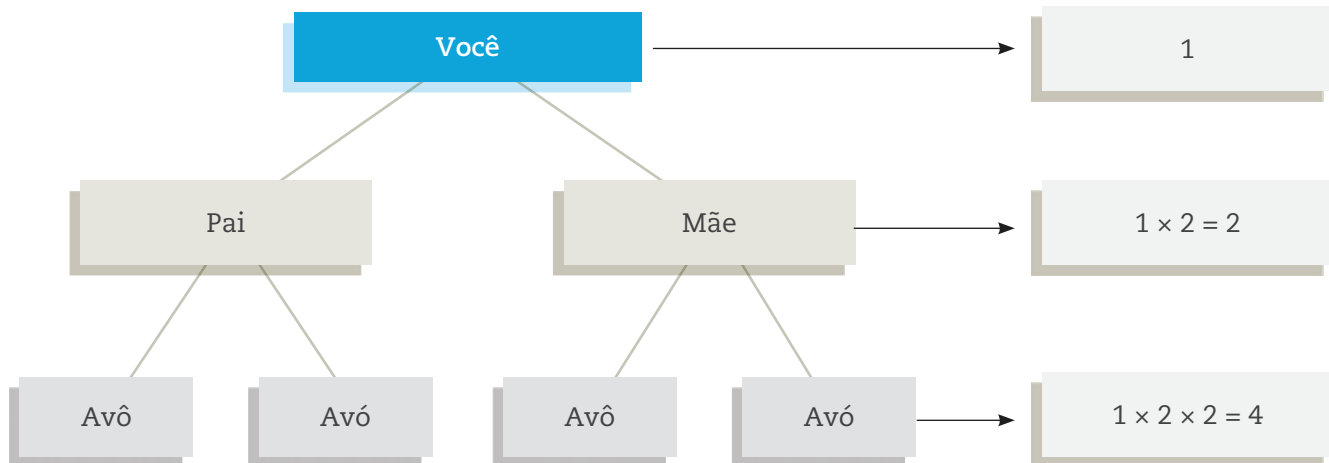 Você
1
Pai
Mãe
1 × 2 = 2
Avô
Avó
Avô
Avó
1 × 2 × 2 = 4